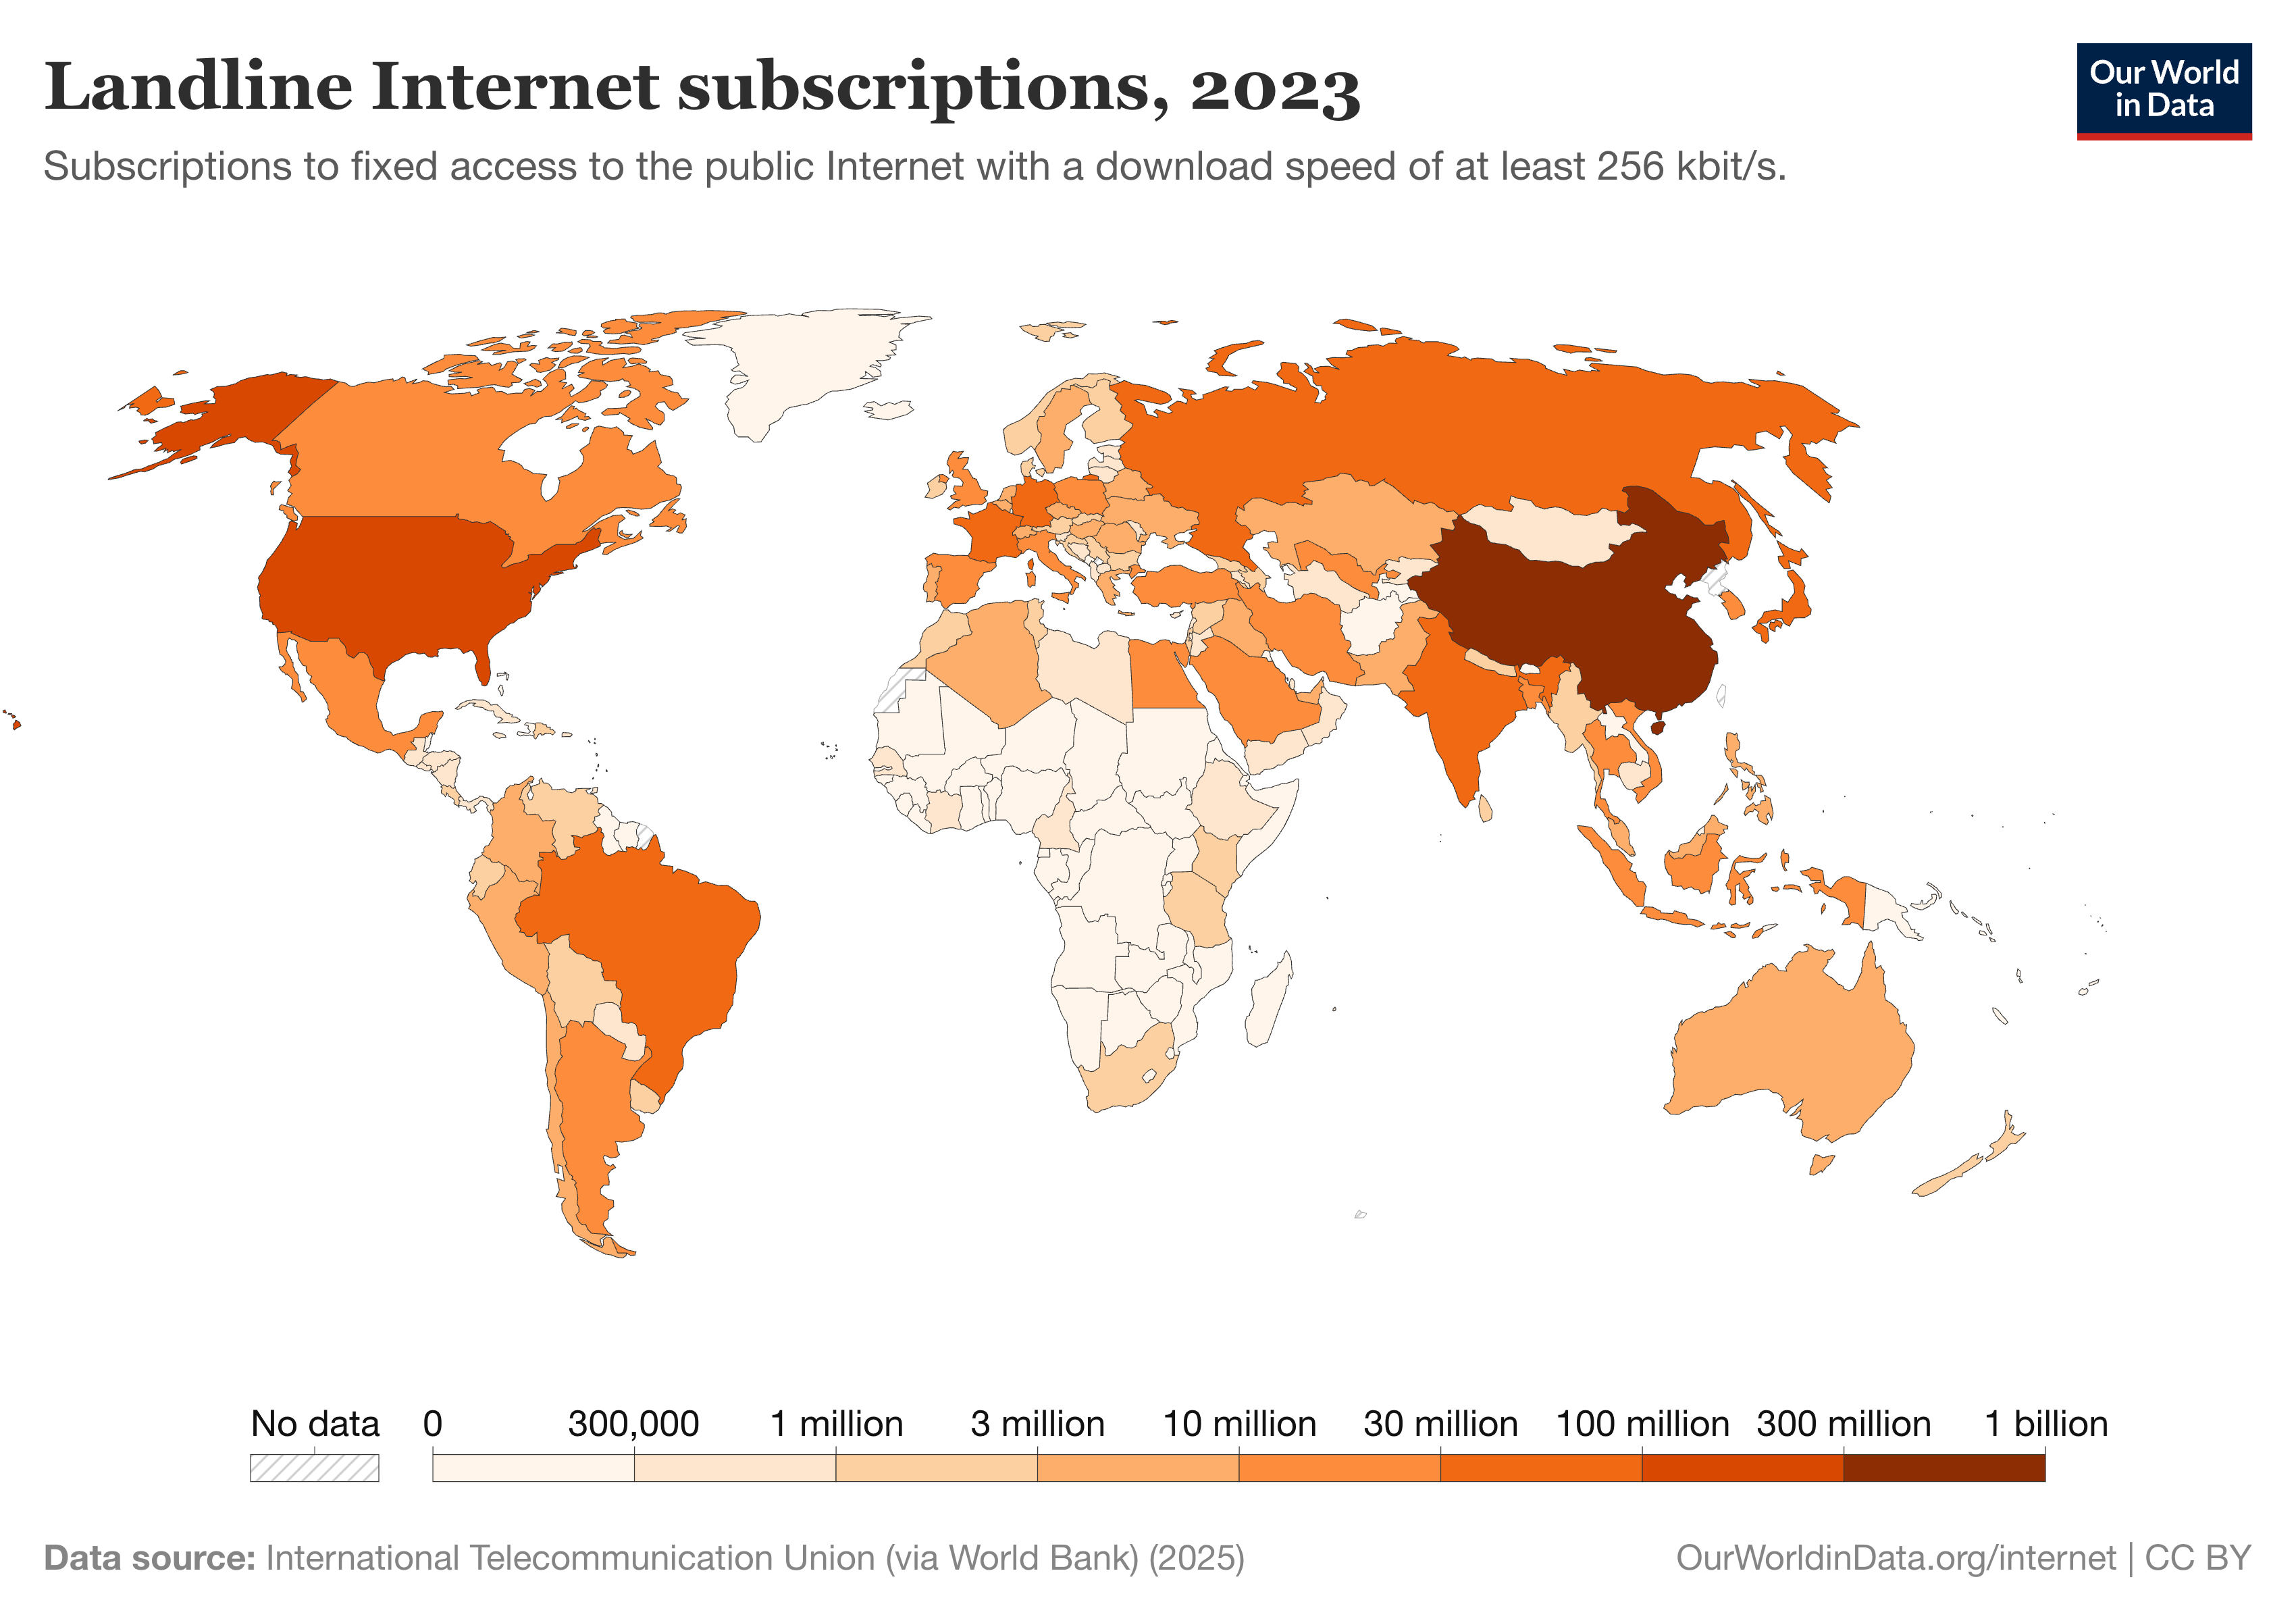 Landline Internet subscriptions, 2023
Our World
in Data
Subscriptions to fixed access to the public Internet with a download speed of at least 256 kbit/s.
No data 0 300,000 1 million 3 million 10 million 30 million 100 million 300 million 1 billion
Data source: International Telecommunication Union (via World Bank) (2025)
OurWorldinData.org/internet | CC BY